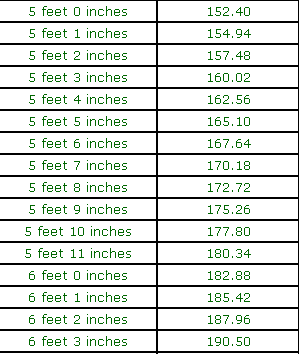 5 feet 0 inches 152.40
5 feet 1 inches 154.94
5 feet 2 inches 157.48
5 feet 3 inches 160.02
5 feet 4 inches 162.56
5 feet 5 inches 165.10
5 feet 6 inches 167.64
5 feet 7 inches 170.18
5 feet 8 inches 172.72
5 feet 9 inches 175.26
5 feet 10 inches 177.80
5 feet 11 inches 180.34
6 feet 0 inches 182.88
6 feet 1 inches 185.42
6 feet 2 inches 187.96
6 feet 3 inches 190.50